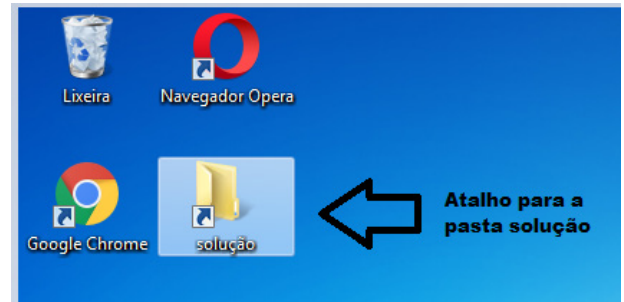 Lixeira
Navegador Opera
Google Chrome
solução
Atalho para a
pasta solução